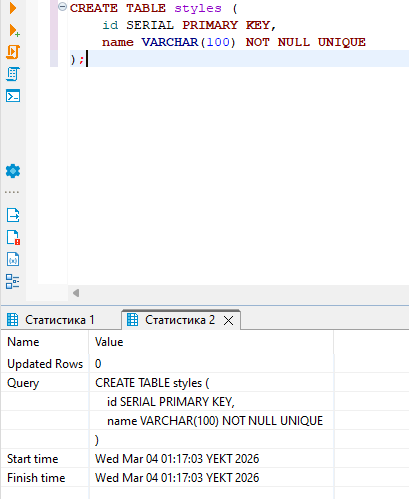 CREATE TABLE styles (
id SERIAL PRIMARY KEY,
name VARCHAR(100) NOT NULL UNIQUE
);
Статистика 1 Статистика 2
Name Value
Updated Rows 0
Query CREATE TABLE styles (
id SERIAL PRIMARY KEY,
name VARCHAR(100) NOT NULL UNIQUE
)
Start time Wed Mar 04 01:17:03 YEKT 2026
Finish time Wed Mar 04 01:17:03 YEKT 2026